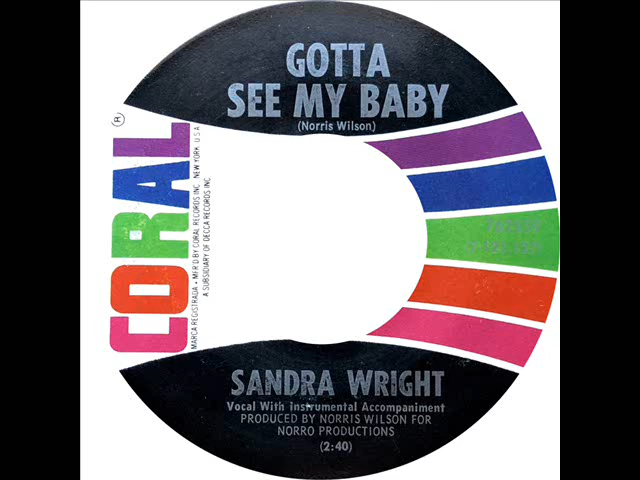 GOTTA
SEE MY BABY
(Norris Wilson)
CORAL
®
MARCA REGISTRADA • MFR'D BY CORAL RECORDS INC. NEW YORK, U.S.A.
A SUBSIDIARY OF DECCA RECORDS INC.
SANDRA WRIGHT
Vocal With Instrumental Accompaniment
PRODUCED BY NORRIS WILSON FOR
NORRO PRODUCTIONS
(2:40)